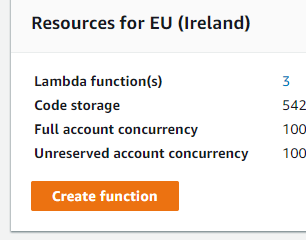 Resources for EU (Ireland)
Lambda function(s) 3
Code storage 542
Full account concurrency 100
Unreserved account concurrency 100
Create function